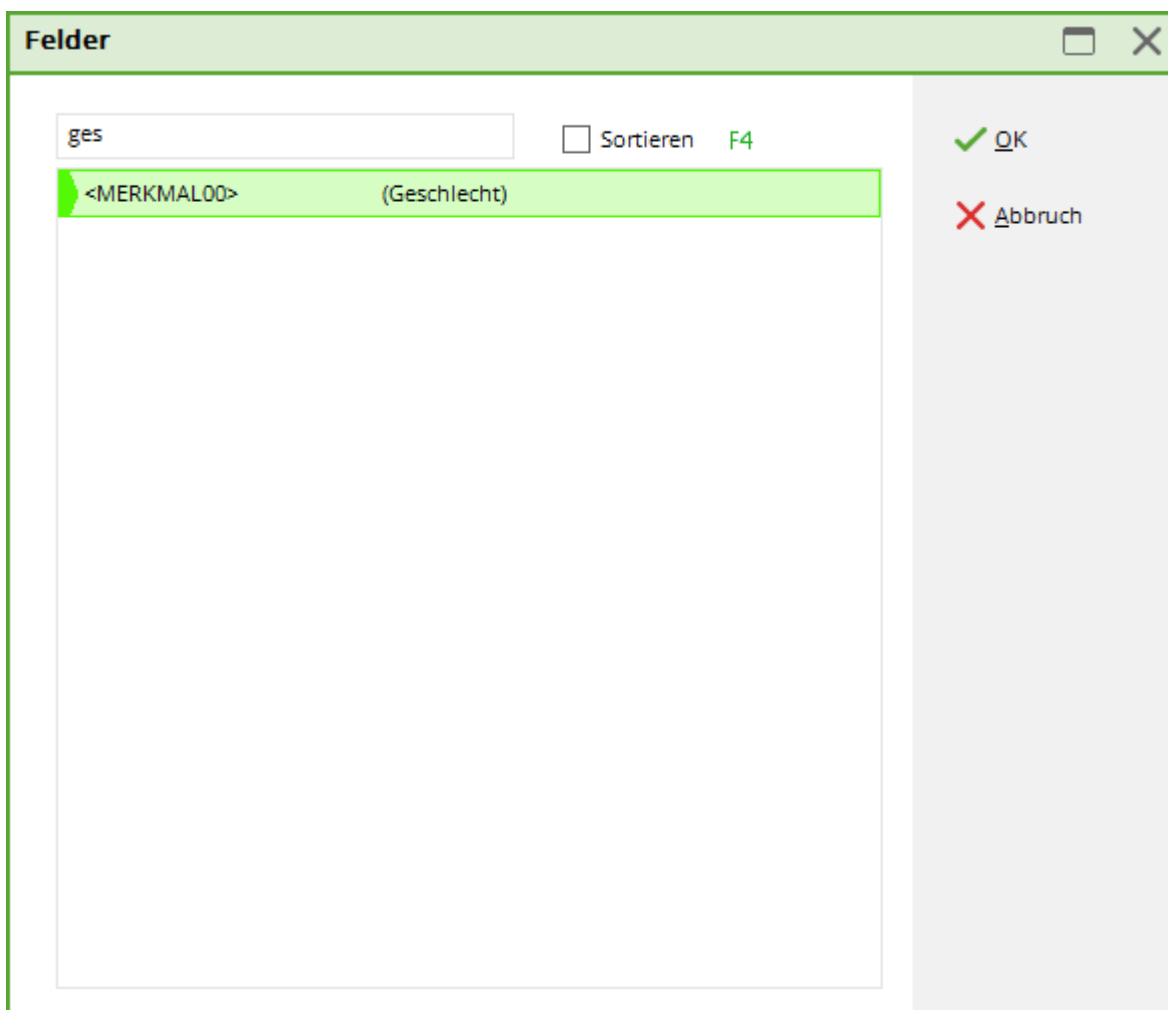 Felder
ges
Sortieren F4
<MERKMAL00> (Geschlecht)
OK
Abbruch